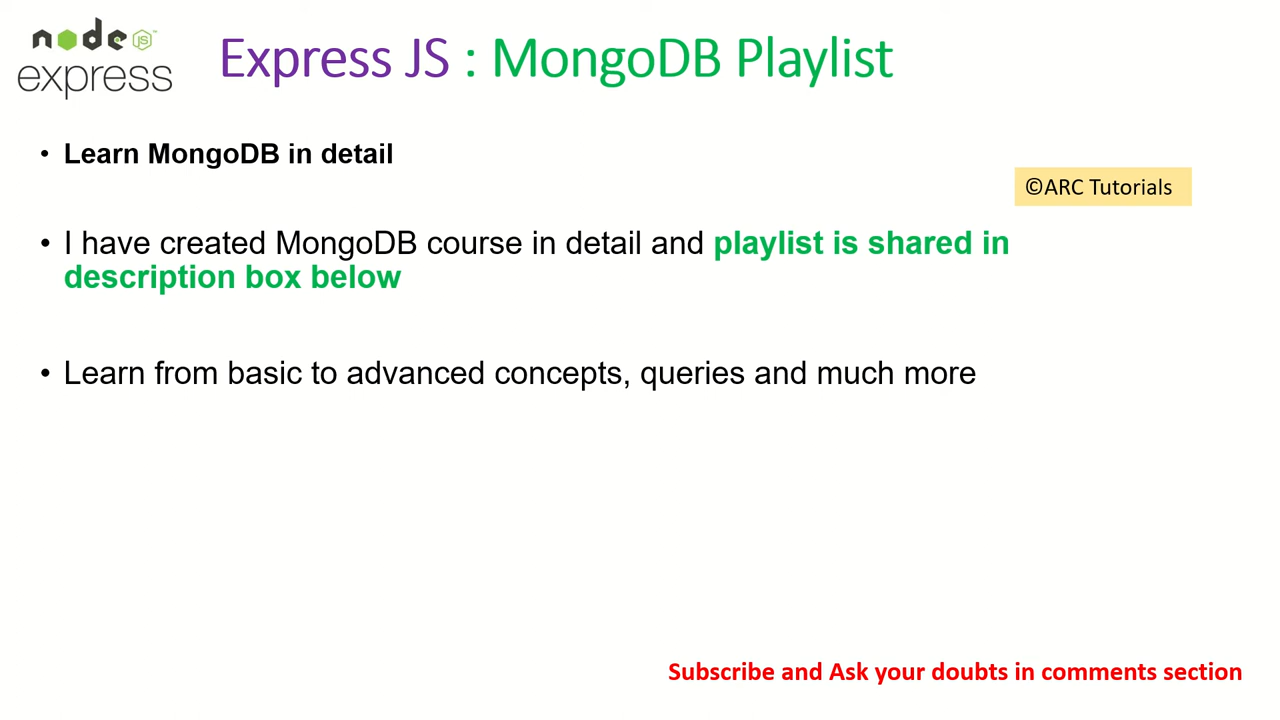 node JS
express
Express JS : MongoDB Playlist
• Learn MongoDB in detail
©ARC Tutorials
• I have created MongoDB course in detail and playlist is shared in
description box below
• Learn from basic to advanced concepts, queries and much more
Subscribe and Ask your doubts in comments section